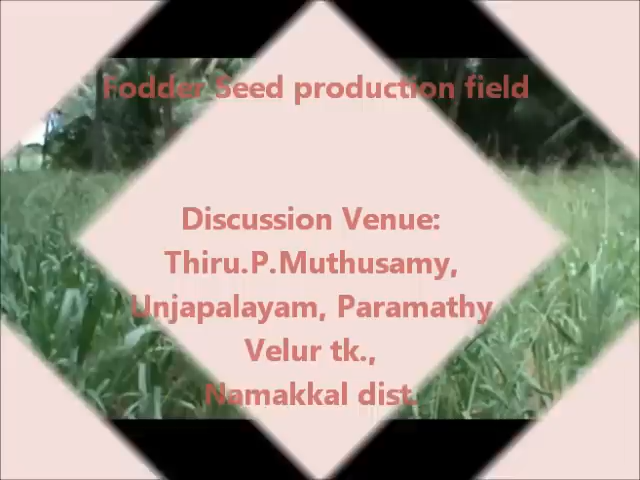 Fodder Seed production field
Discussion Venue:
Thiru.P.Muthusamy,
Unjapalayam, Paramathy
Velur tk.,
Namakkal dist.